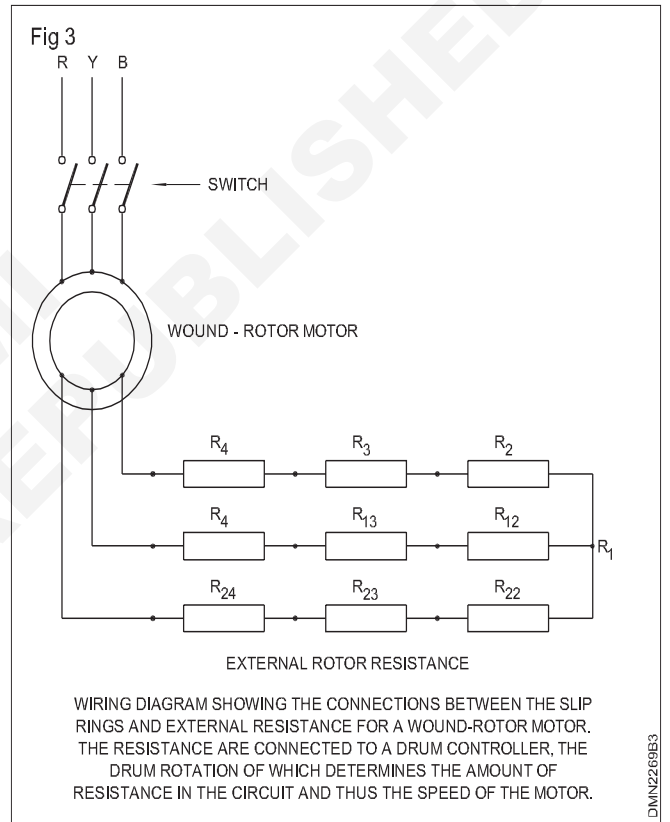 Fig 3
R Y B
SWITCH
WOUND - ROTOR MOTOR
R4 R3 R2
R4 R13 R12
R1
R24 R23 R22
EXTERNAL ROTOR RESISTANCE
WIRING DIAGRAM SHOWING THE CONNECTIONS BETWEEN THE SLIP
RINGS AND EXTERNAL RESISTANCE FOR A WOUND-ROTOR MOTOR.
THE RESISTANCE ARE CONNECTED TO A DRUM CONTROLLER, THE
DRUM ROTATION OF WHICH DETERMINES THE AMOUNT OF
RESISTANCE IN THE CIRCUIT AND THUS THE SPEED OF THE MOTOR.
DMN2269B3
REPUBLISHED